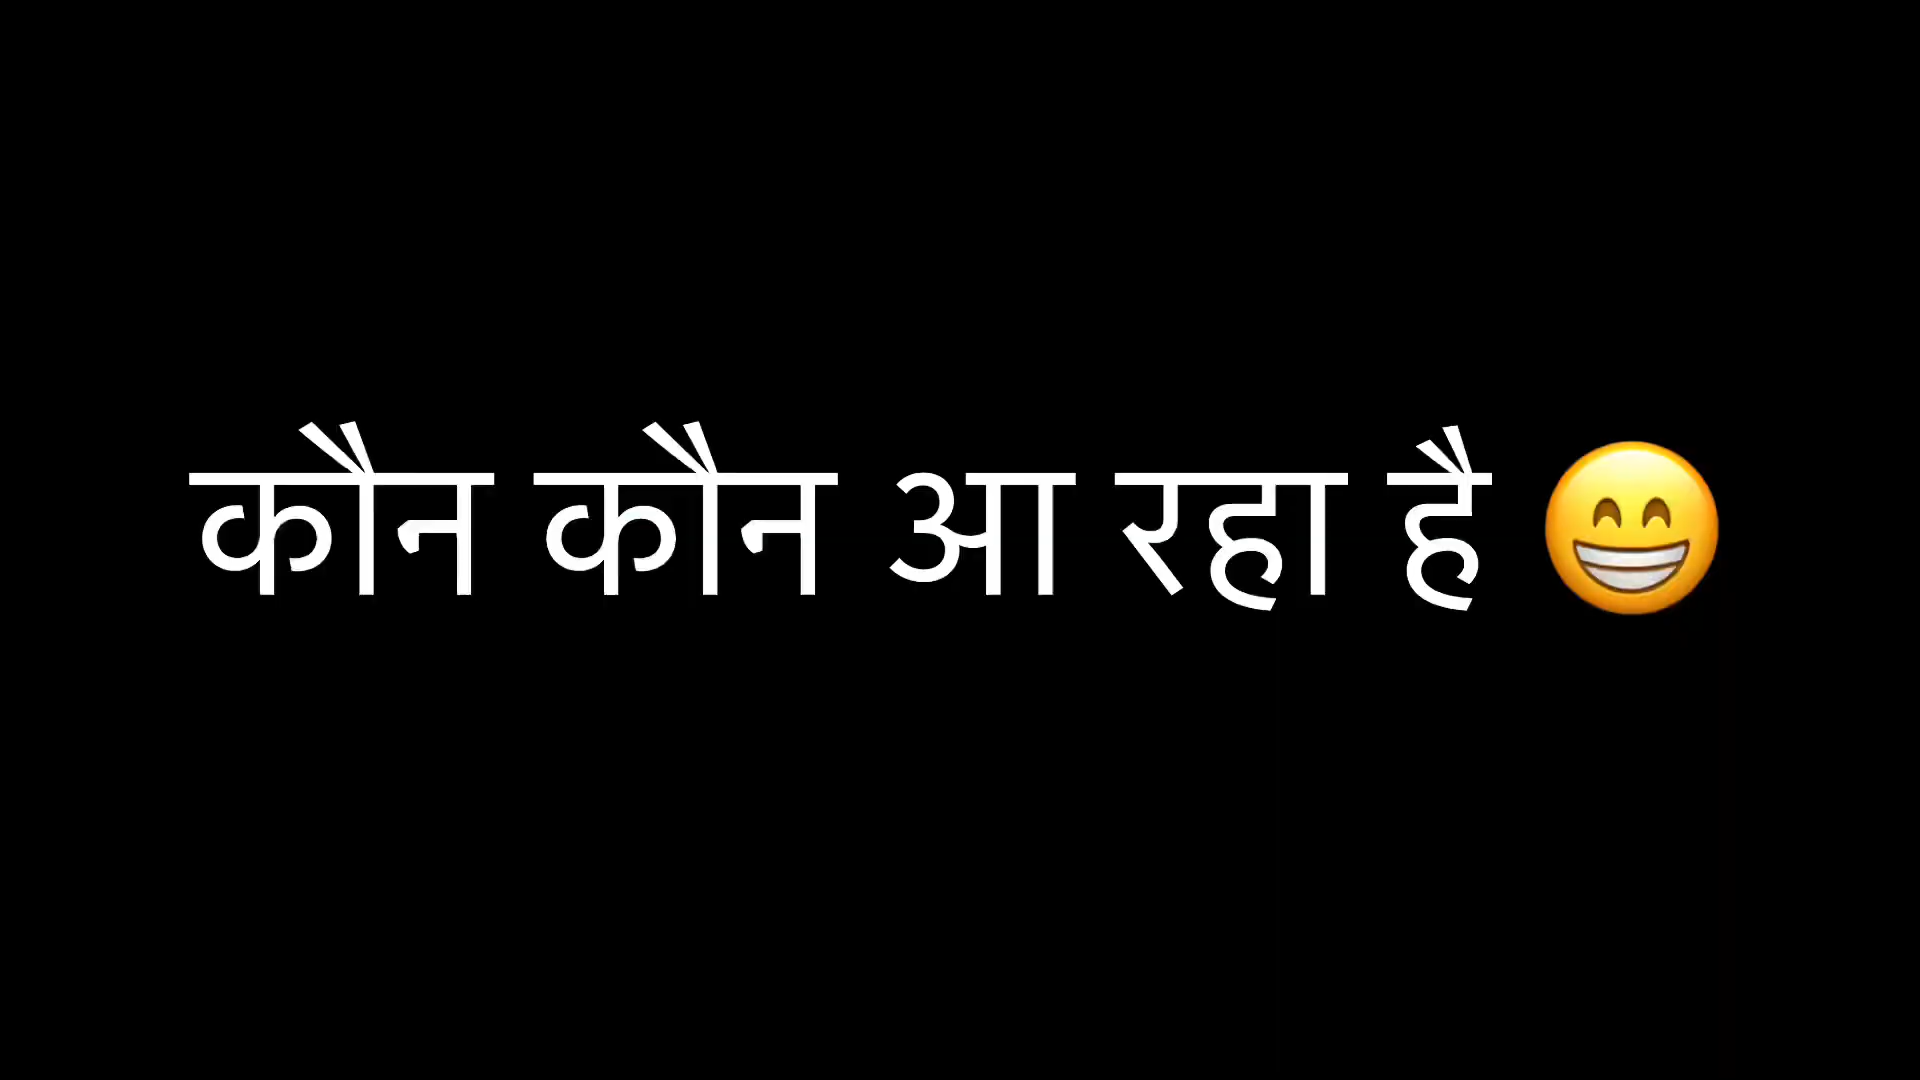 कौन कौन आ रहा है 😁